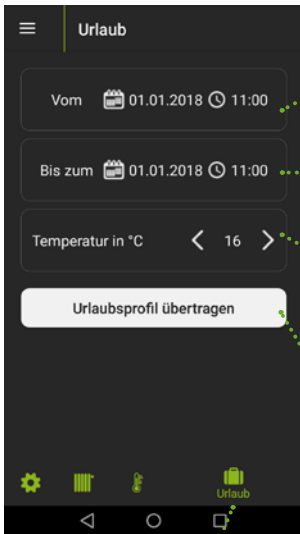 Urlaub
Vom 01.01.2018 11:00
Bis zum 01.01.2018 11:00
Temperatur in °C 16
Urlaubsprofil übertragen
Urlaub